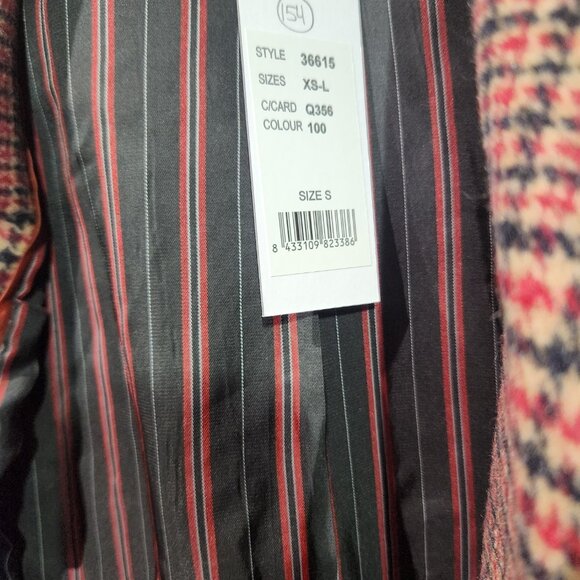 154
STYLE 36615
SIZES XS-L
C/CARD Q356
COLOUR 100
SIZE S
8 433109 823386